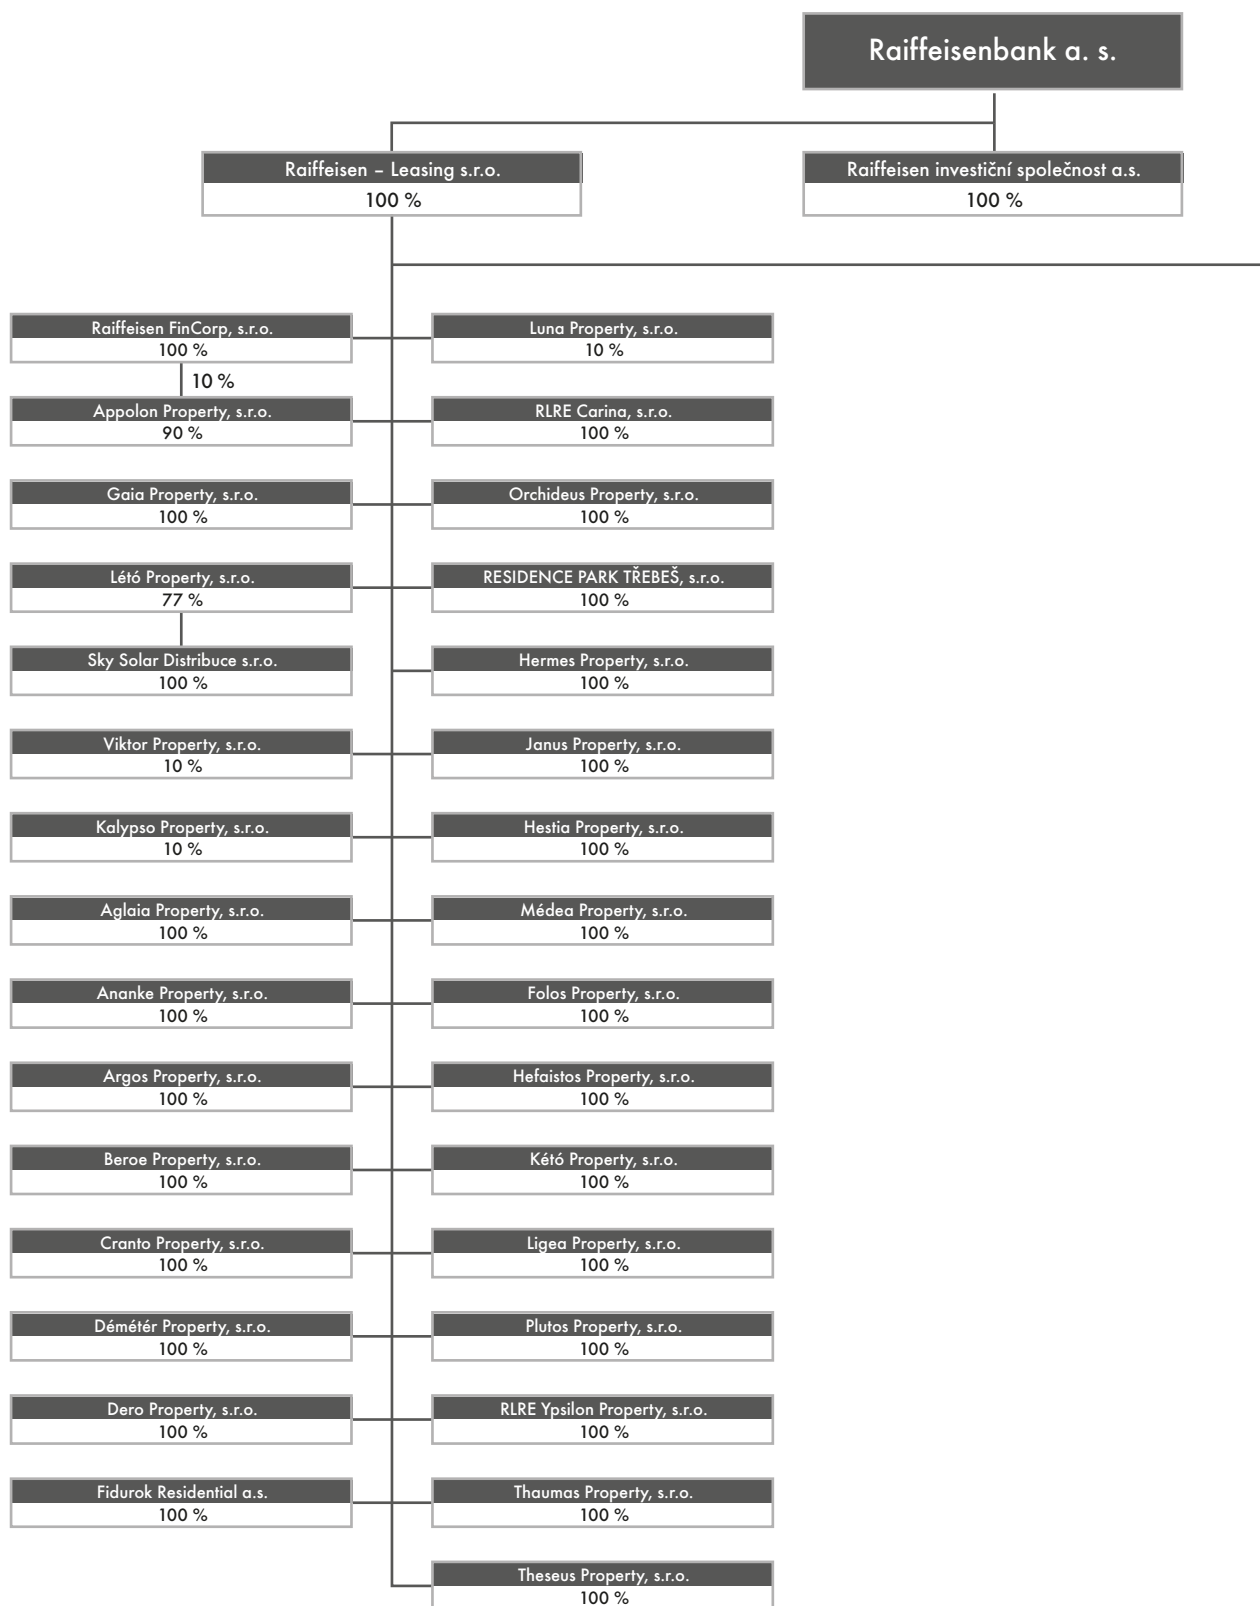 Raiffeisenbank a. s.
Raiffeisen – Leasing s.r.o.
100 %
Raiffeisen investiční společnost a.s.
100 %
Raiffeisen FinCorp, s.r.o.
100 %
10 %
Appolon Property, s.r.o.
90 %
Gaia Property, s.r.o.
100 %
Létó Property, s.r.o.
77 %
Sky Solar Distribuce s.r.o.
100 %
Viktor Property, s.r.o.
10 %
Kalypso Property, s.r.o.
10 %
Aglaia Property, s.r.o.
100 %
Ananke Property, s.r.o.
100 %
Argos Property, s.r.o.
100 %
Beroe Property, s.r.o.
100 %
Cranto Property, s.r.o.
100 %
Démétér Property, s.r.o.
100 %
Dero Property, s.r.o.
100 %
Fidurok Residential a.s.
100 %
Luna Property, s.r.o.
10 %
RLRE Carina, s.r.o.
100 %
Orchideus Property, s.r.o.
100 %
RESIDENCE PARK TŘEBEŠ, s.r.o.
100 %
Hermes Property, s.r.o.
100 %
Janus Property, s.r.o.
100 %
Hestia Property, s.r.o.
100 %
Médea Property, s.r.o.
100 %
Folos Property, s.r.o.
100 %
Hefaistos Property, s.r.o.
100 %
Kétó Property, s.r.o.
100 %
Ligea Property, s.r.o.
100 %
Plutos Property, s.r.o.
100 %
RLRE Ypsilon Property, s.r.o.
100 %
Thaumas Property, s.r.o.
100 %
Theseus Property, s.r.o.
100 %